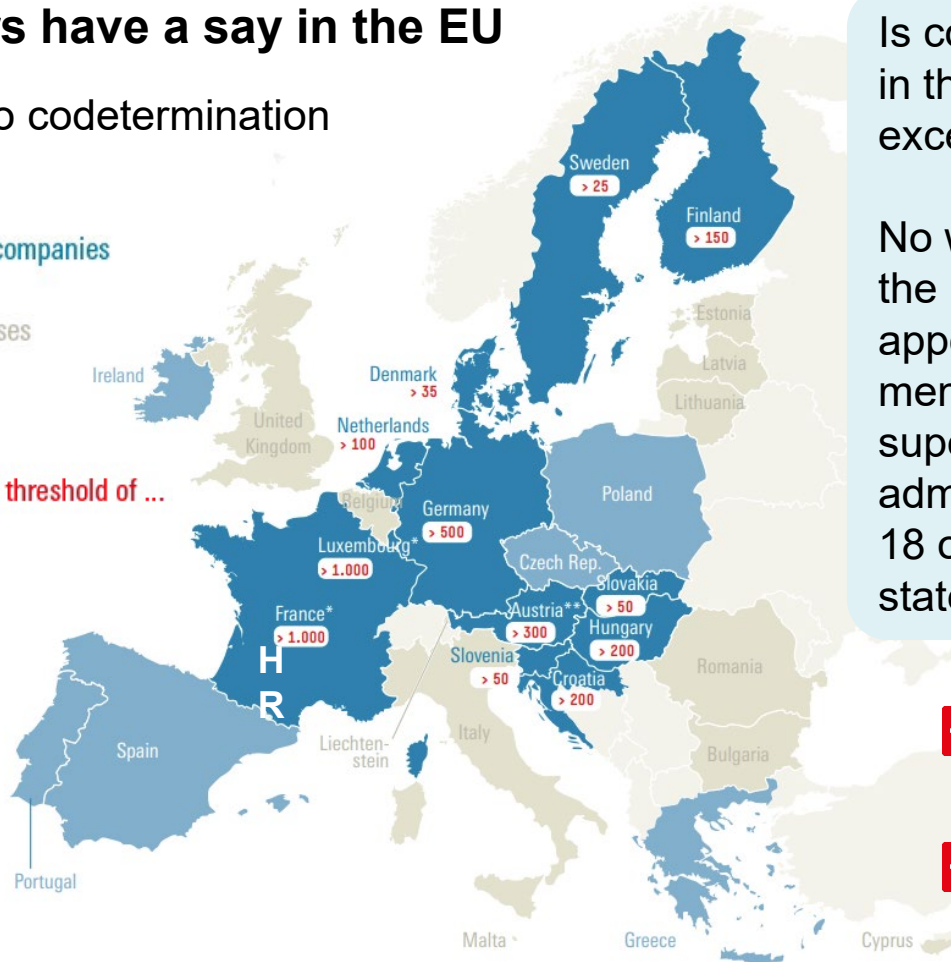 s have a say in the EU
o codetermination
companies
ses
threshold of ...
Is co
in th
exce
No w
the
appo
men
supe
adm
18 o
state
Sweden
> 25
Finland
> 150
Estonia
Latvia
Lithuania
Ireland
United
Kingdom
Denmark
> 35
Netherlands
> 100
Belgium
Germany
> 500
Poland
Luxembourg*
> 1.000
Czech Rep.
Slovakia
> 50
France*
> 1.000
Austria**
> 300
Hungary
> 200
H
R
Slovenia
> 50
Croatia
> 200
Romania
Liechten-
stein
Italy
Spain
Bulgaria
Portugal
Malta
Greece
Cyprus